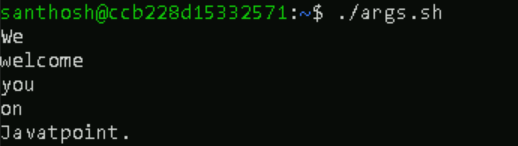 santhosh@ccb228d15332571:~$ ./args.sh
We
welcome
you
on
Javatpoint.